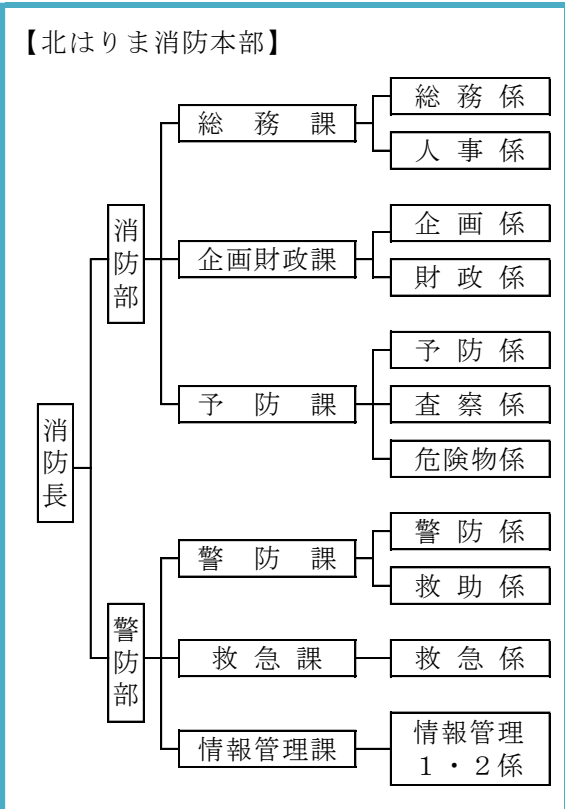 【北はりま消防本部】
消防長
消防部
総務課
総務係
人事係
企画財政課
企画係
財政係
予防課
予防係
査察係
危険物係
警防部
警防課
警防係
救助係
救急課
救急係
情報管理課
情報管理
１・２係